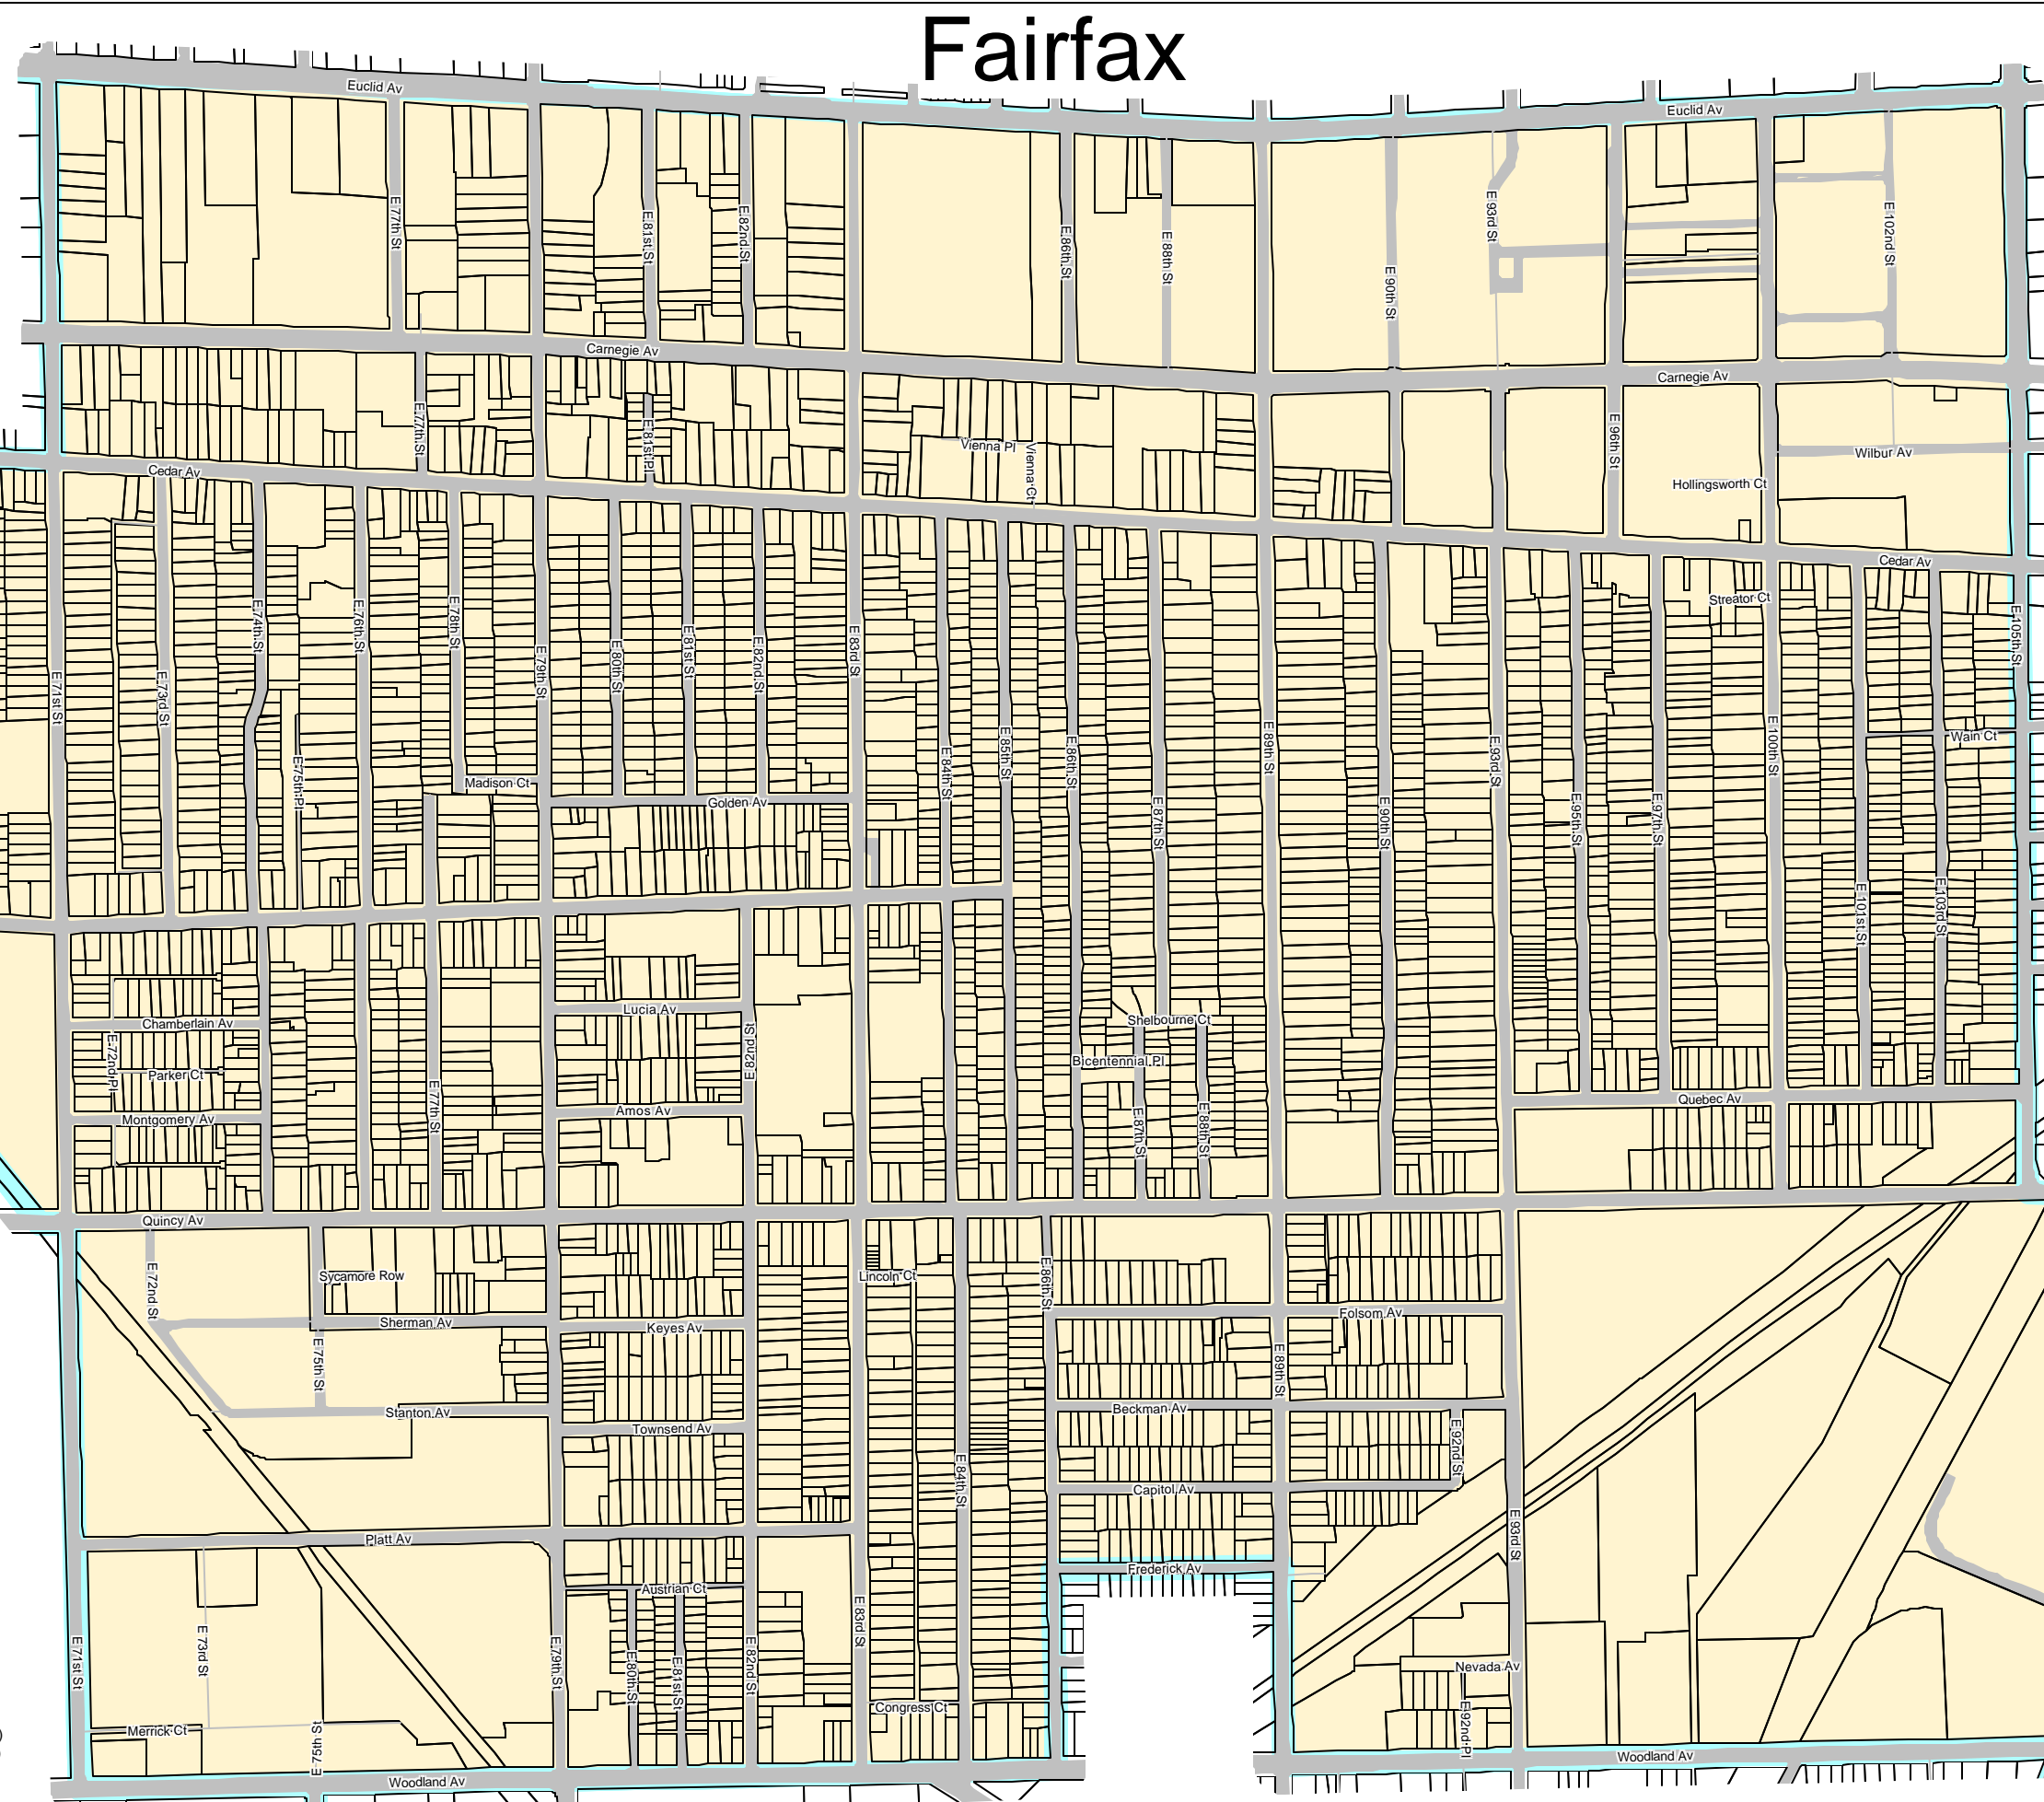 Fairfax
Euclid Av
Euclid Av
E 77th St
E 81st St
E 82nd St
E 86th St
E 88th St
E 90th St
E 93rd St
E 102nd St
Carnegie Av
Carnegie Av
E 77th St
E 81st Pl
Vienna Pl
Vienna Ct
E 96th St
Wilbur Av
Hollingsworth Ct
Cedar Av
Cedar Av
Streator Ct
E 71st St
E 73rd St
E 74th St
E 75th Pl
E 76th St
E 78th St
E 79th St
E 80th St
E 81st St
E 82nd St
E 83rd St
E 84th St
E 85th St
E 86th St
E 87th St
E 89th St
E 90th St
E 93rd St
E 95th St
E 97th St
E 100th St
E 101st St
E 103rd St
E 105th St
Wain Ct
Madison Ct
Golden Av
Lucia Av
E 82nd St
Chamberlain Av
E 72nd Pl
Parker Ct
E 77th St
Montgomery Av
Amos Av
Shelbourne Ct
Bicentennial Pl
E 87th St
E 88th St
Quebec Av
Quincy Av
E 72nd St
Sycamore Row
Lincoln Ct
E 86th St
Sherman Av
Keyes Av
Folsom Av
E 75th St
E 89th St
Stanton Av
Townsend Av
Beckman Av
E 92nd St
E 84th St
Capitol Av
Platt Av
E 93rd St
Frederick Av
Austrian Ct
E 71st St
E 73rd St
E 79th St
E 80th St
E 81st St
E 82nd St
E 83rd St
Nevada Av
Congress Ct
Merrick Ct
E 75th St
E 92nd Pl
Woodland Av
Woodland Av